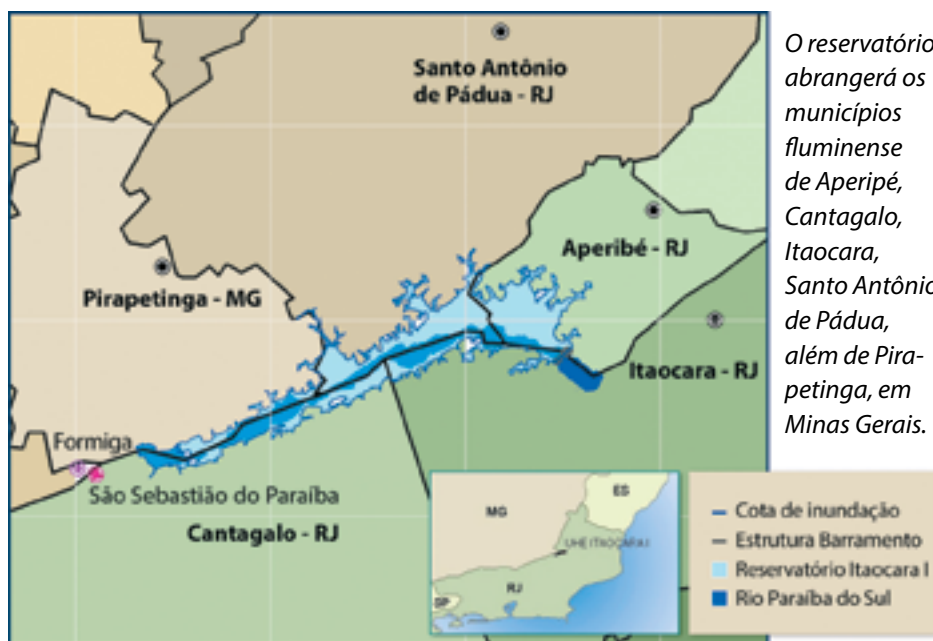 Santo Antônio
de Pádua - RJ
Aperibé - RJ
Pirapetinga - MG
Itaocara - RJ
Formiga
São Sebastião do Paraíba
Cantagalo - RJ
O reservatório
abrangerá os
municípios
fluminense
de Aperipé,
Cantagalo,
Itaocara,
Santo Antônio
de Pádua,
além de Pira-
petinga, em
Minas Gerais.
MG
ES
UHE ITAOCARA I
RJ
SP
Cota de inundação
Estrutura Barramento
Reservatório Itaocara I
Rio Paraíba do Sul